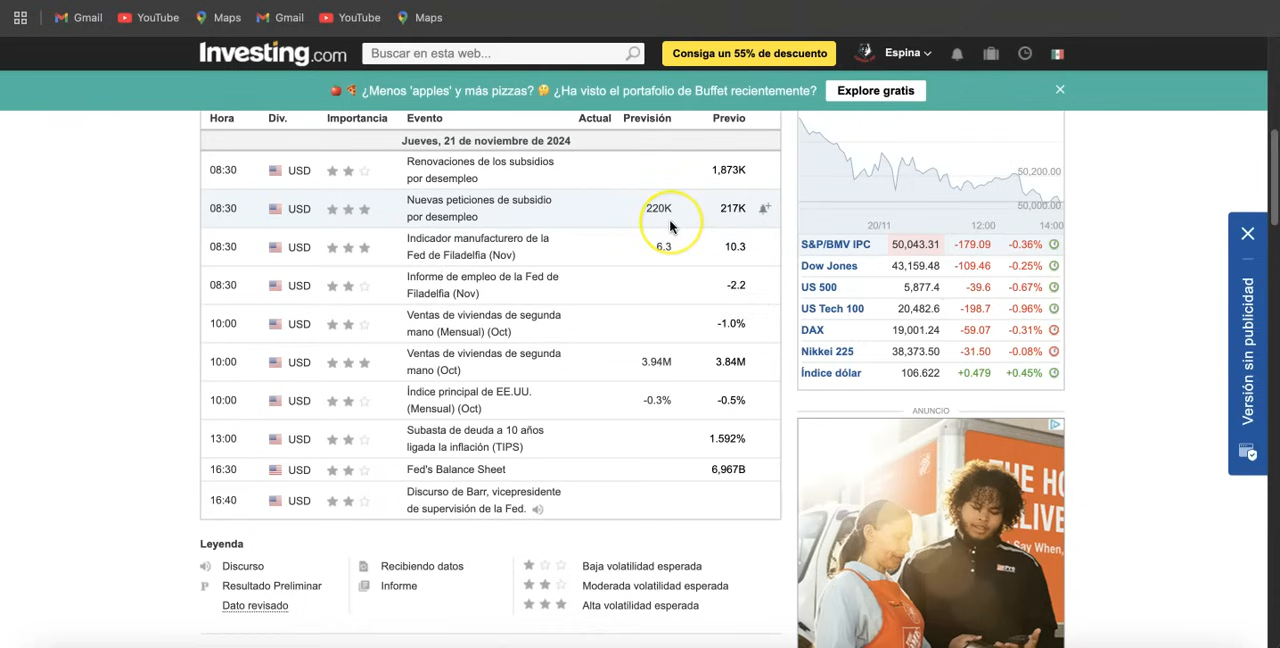 Gmail YouTube Maps Gmail YouTube Maps
Investing.com Buscar en esta web... Consiga un 55% de descuento Espina
¿Menos 'apples' y más pizzas? ¿Ha visto el portafolio de Buffet recientemente? Explore gratis
Hora Div. Importancia Evento Actual Previsión Previo
Jueves, 21 de noviembre de 2024
08:30 USD Renovaciones de los subsidios
por desempleo 1,873K
08:30 USD Nuevas peticiones de subsidio
por desempleo 220K 217K
08:30 USD Indicador manufacturero de la
Fed de Filadelfia (Nov) 6.3 10.3
08:30 USD Informe de empleo de la Fed de
Filadelfia (Nov) -2.2
10:00 USD Ventas de viviendas de segunda
mano (Mensual) (Oct) -1.0%
10:00 USD Ventas de viviendas de segunda
mano (Oct) 3.94M 3.84M
10:00 USD Índice principal de EE.UU.
(Mensual) (Oct) -0.3% -0.5%
13:00 USD Subasta de deuda a 10 años
ligada la inflación (TIPS) 1.592%
16:30 USD Fed's Balance Sheet 6,967B
16:40 USD Discurso de Barr, vicepresidente
de supervisión de la Fed.
Leyenda
Discurso Recibiendo datos Baja volatilidad esperada
P Resultado Preliminar Informe Moderada volatilidad esperada
Dato revisado Alta volatilidad esperada
50,200.00
50,000.00
20/11 12:00 14:00
S&P/BMV IPC 50,043.31 -179.09 -0.36%
Dow Jones 43,159.48 -109.46 -0.25%
US 500 5,877.4 -39.6 -0.67%
US Tech 100 20,482.6 -198.7 -0.96%
DAX 19,001.24 -59.07 -0.31%
Nikkei 225 38,373.50 -31.50 -0.08%
Índice dólar 106.622 +0.479 +0.45%
ANUNCIO
THE HO
LIVE
Say When,
Versión sin publicidad